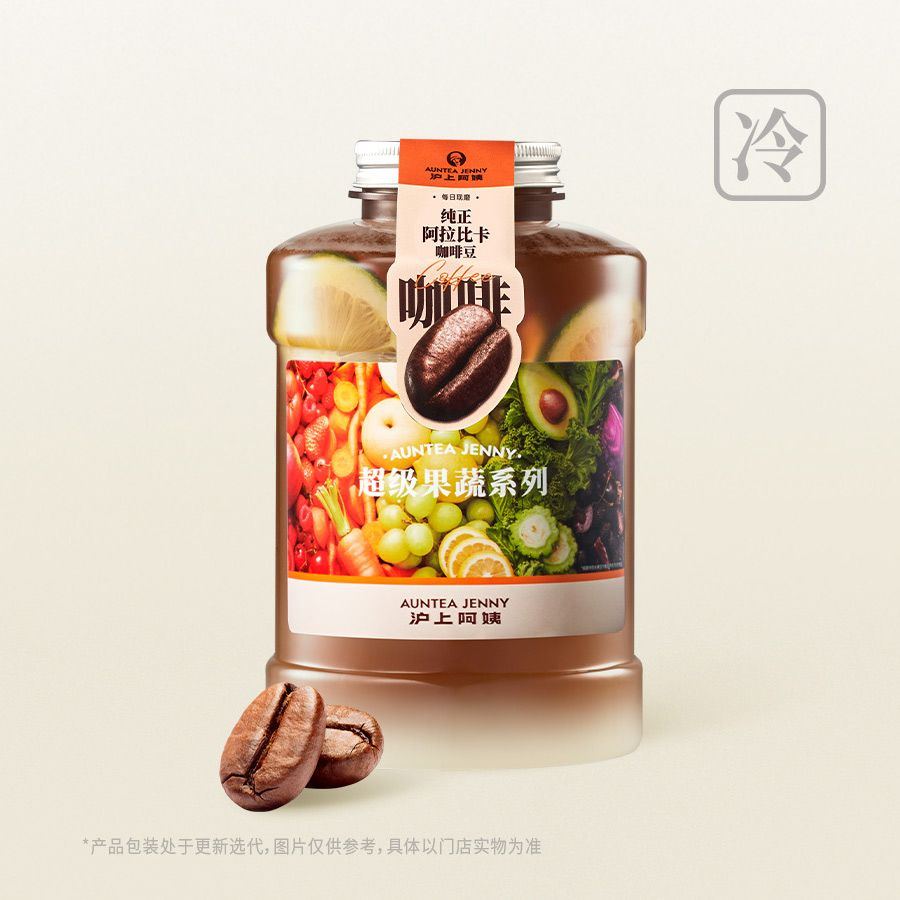 冷
AUNTEA JENNY
沪上阿姨
· 每日现磨 ·
纯正
阿拉比卡
咖啡豆
Coffee
咖啡
·AUNTEA JENNY·
超级果蔬系列
AUNTEA JENNY
沪上阿姨
*产品包装处于更新迭代,图片仅供参考,具体以门店实物为准